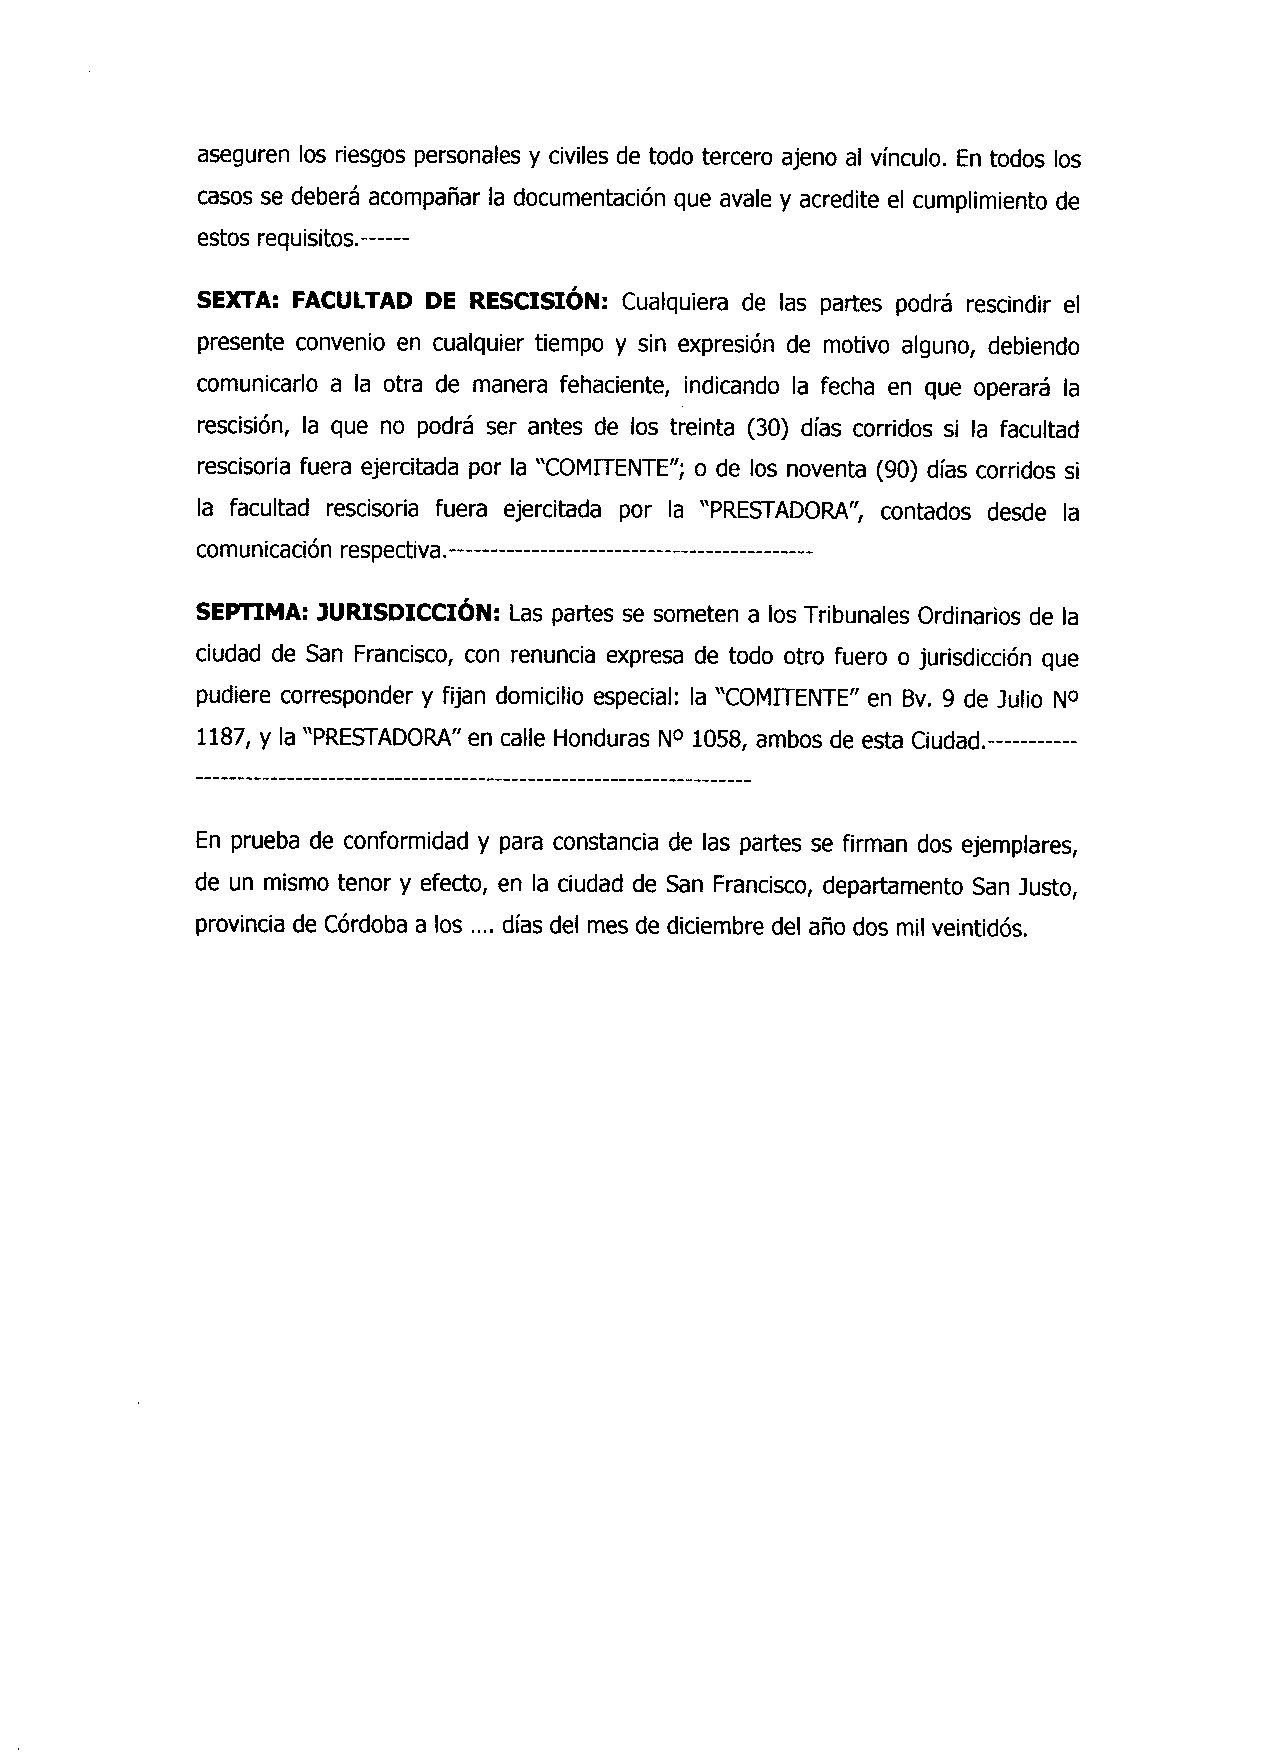 aseguren los riesgos personales y civiles de todo tercero ajeno al vínculo. En todos los
casos se deberá acompañar la documentación que avale y acredite el cumplimiento de
estos requisitos.------
SEXTA: FACULTAD DE RESCISIÓN: Cualquiera de las partes podrá rescindir el
presente convenio en cualquier tiempo y sin expresión de motivo alguno, debiendo
comunicarlo a la otra de manera fehaciente, indicando la fecha en que operará la
rescisión, la que no podrá ser antes de los treinta (30) días corridos si la facultad
rescisoria fuera ejercitada por la "COMITENTE"; o de los noventa (90) días corridos si
la facultad rescisoria fuera ejercitada por la "PRESTADORA", contados desde la
comunicación respectiva.--------------------------------------------
SEPTIMA: JURISDICCIÓN: Las partes se someten a los Tribunales Ordinarios de la
ciudad de San Francisco, con renuncia expresa de todo otro fuero o jurisdicción que
pudiere corresponder y fijan domicilio especial: la "COMITENTE" en Bv. 9 de Julio Nº
1187, y la "PRESTADORA" en calle Honduras Nº 1058, ambos de esta Ciudad.-----------
-------------------------------------------------------------------
En prueba de conformidad y para constancia de las partes se firman dos ejemplares,
de un mismo tenor y efecto, en la ciudad de San Francisco, departamento San Justo,
provincia de Córdoba a los .... días del mes de diciembre del año dos mil veintidós.